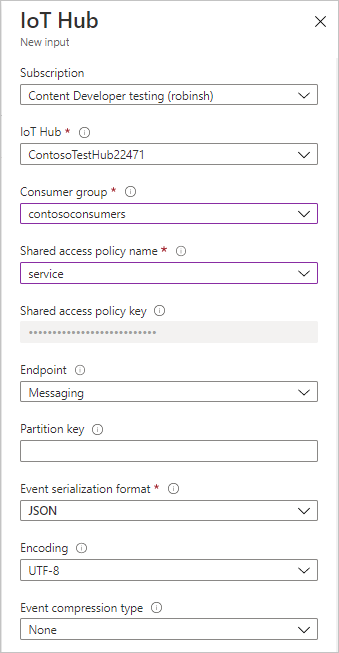 IoT Hub
New input
Subscription
Content Developer testing (robinsh)
IoT Hub *
ContosoTestHub22471
Consumer group *
contosoconsumers
Shared access policy name *
service
Shared access policy key
•••••••••••••••••••••••••••
Endpoint
Messaging
Partition key
Event serialization format *
JSON
Encoding
UTF-8
Event compression type
None